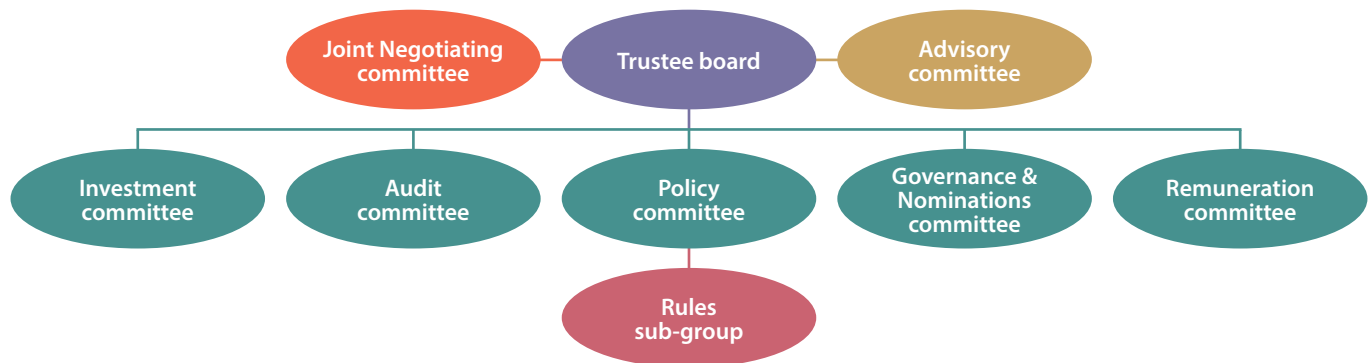 Joint Negotiating
committee
Trustee board
Advisory
committee
Investment
committee
Audit
committee
Policy
committee
Governance &
Nominations
committee
Remuneration
committee
Rules
sub-group